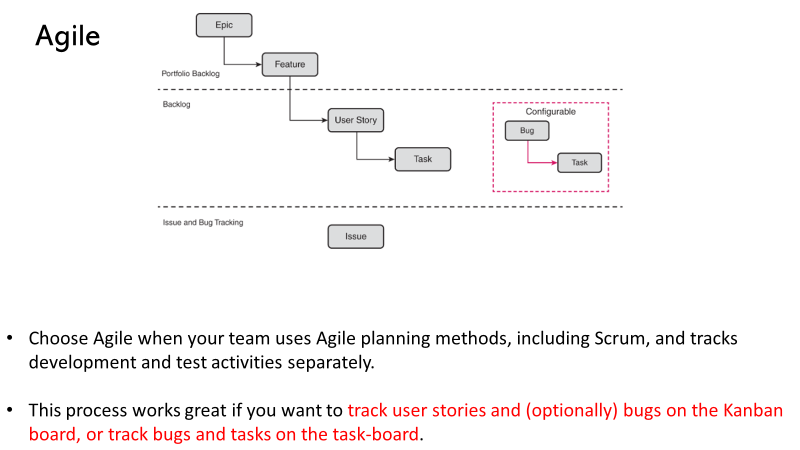 Agile
Epic
Feature
Portfolio Backlog
Backlog
User Story
Task
Configurable
Bug
Task
Issue and Bug Tracking
Issue
• Choose Agile when your team uses Agile planning methods, including Scrum, and tracks
development and test activities separately.
• This process works great if you want to track user stories and (optionally) bugs on the Kanban
board, or track bugs and tasks on the task-board.